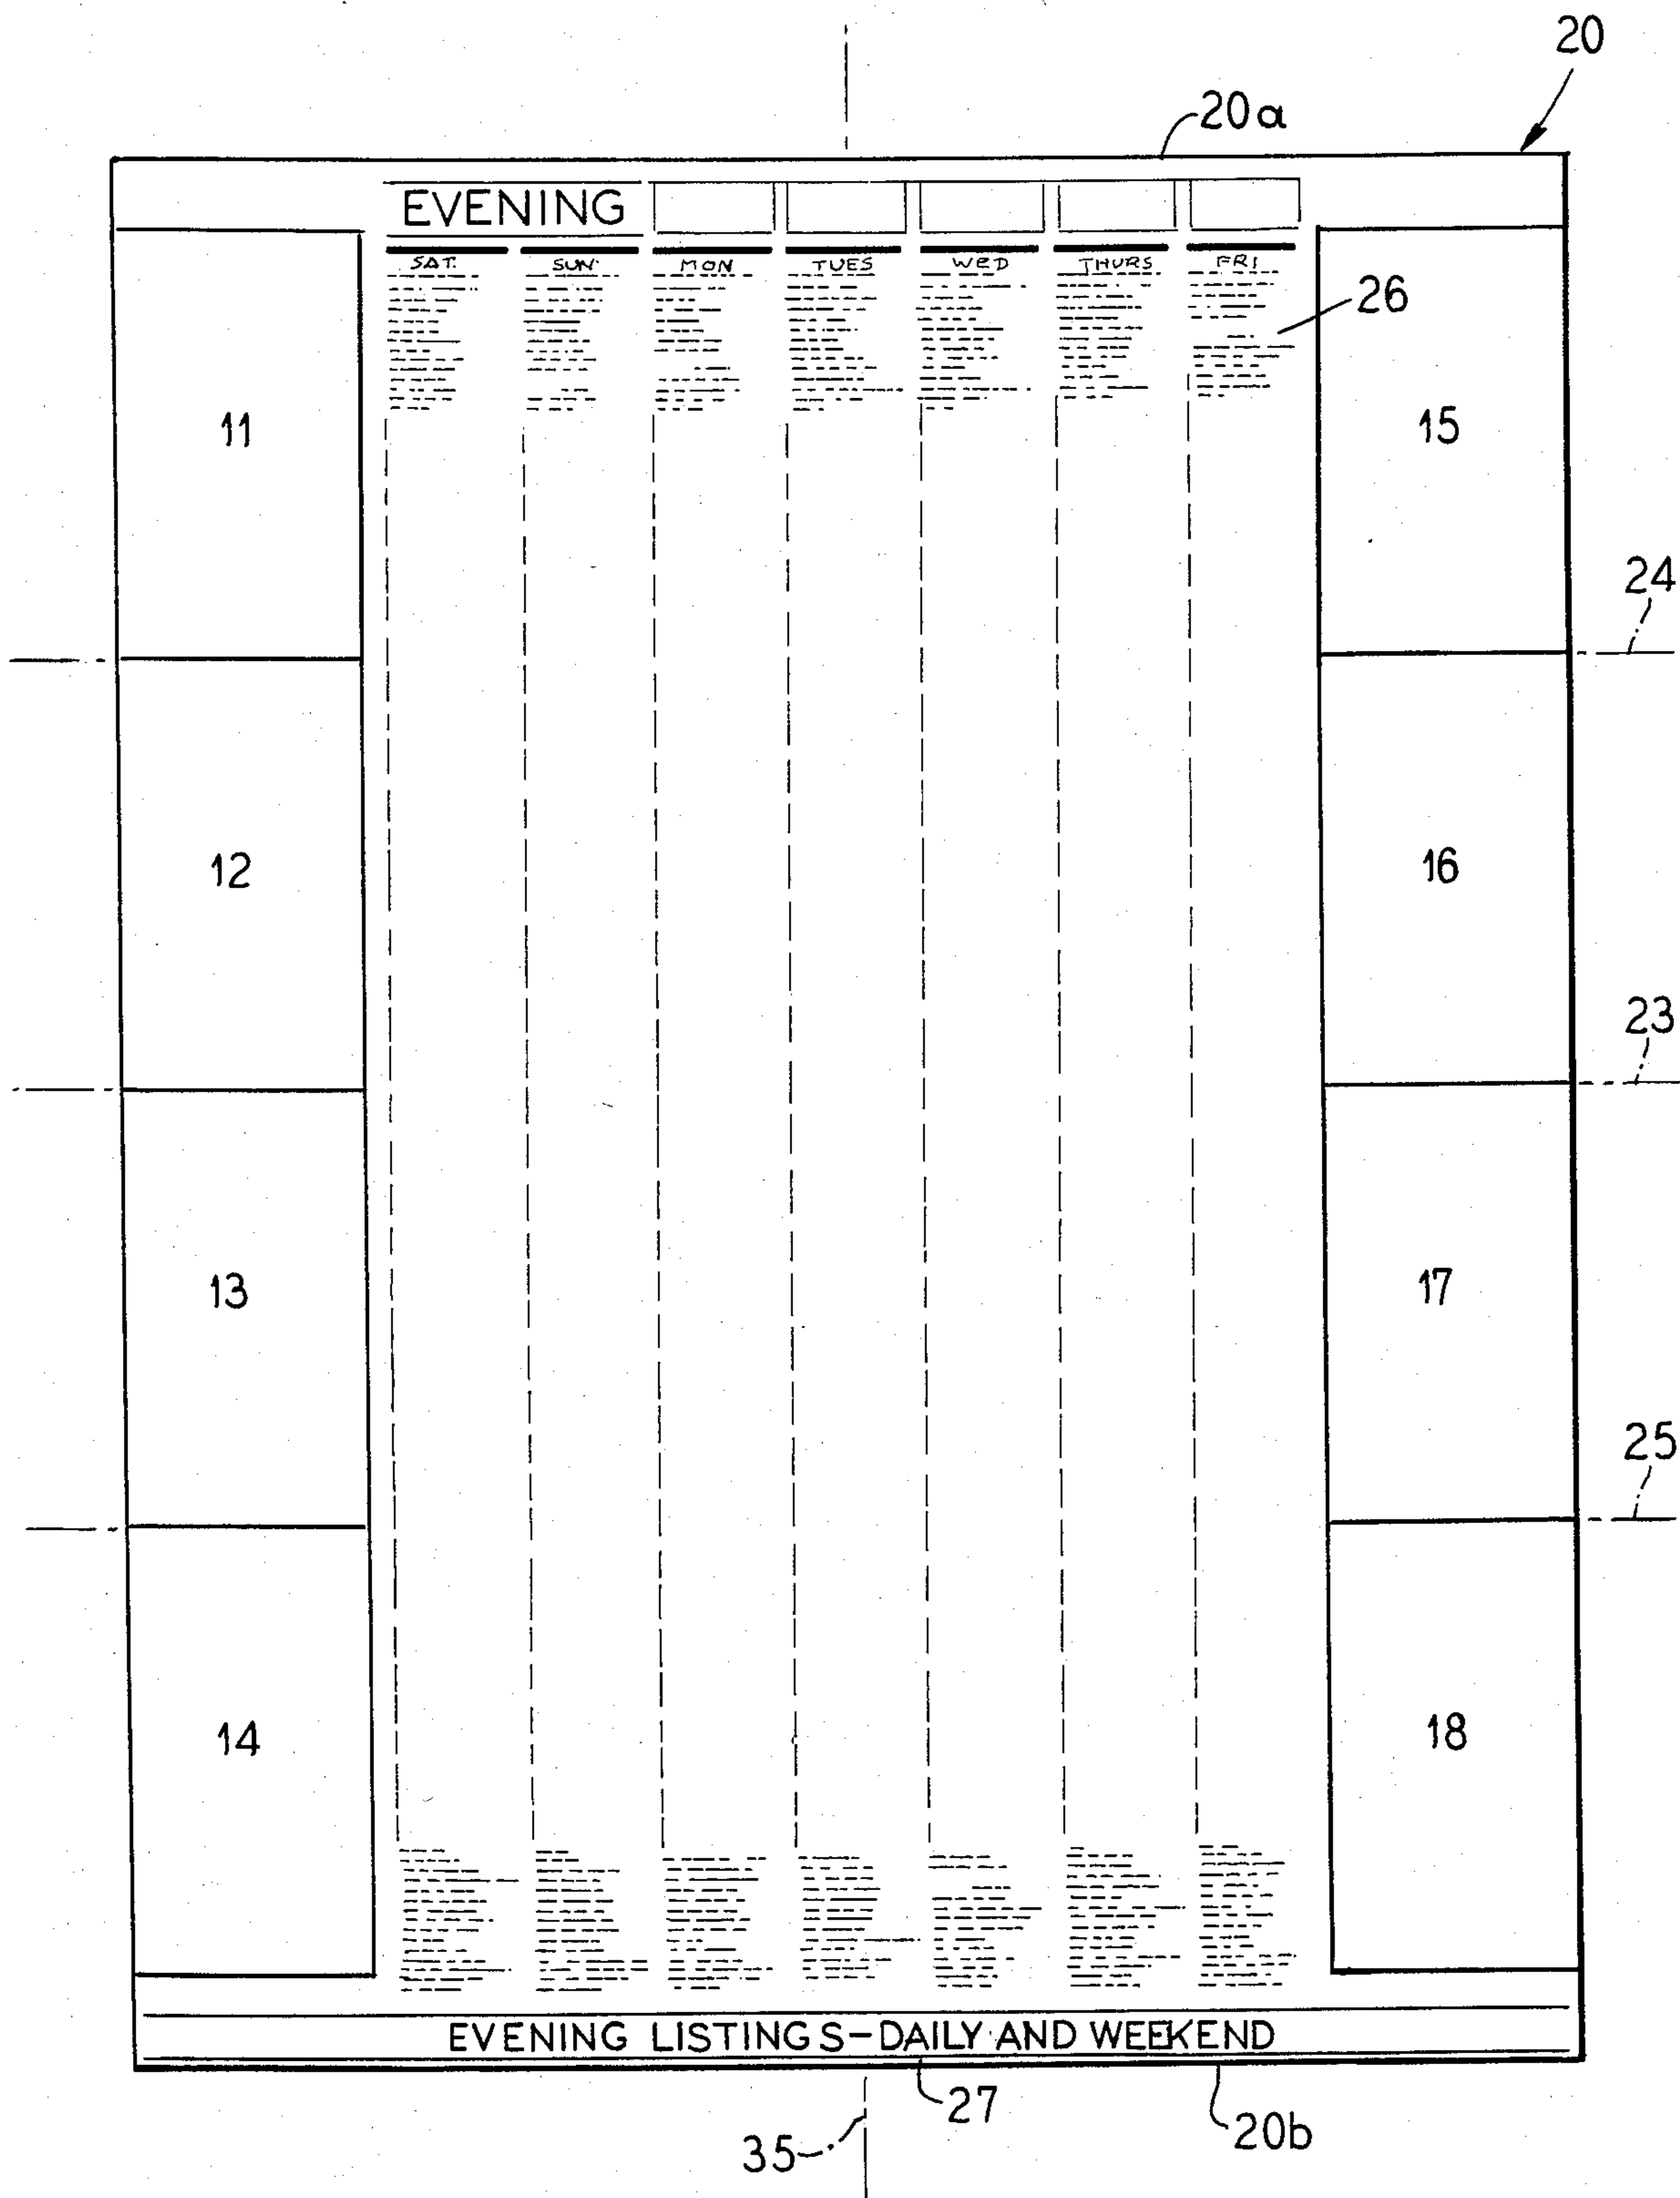 20
20a
EVENING
SAT. SUN. MON TUES WED THURS FRI
26
11 15
24
12 16
23
13 17
25
14 18
EVENING LISTINGS-DAILY AND WEEKEND
27
20b
35